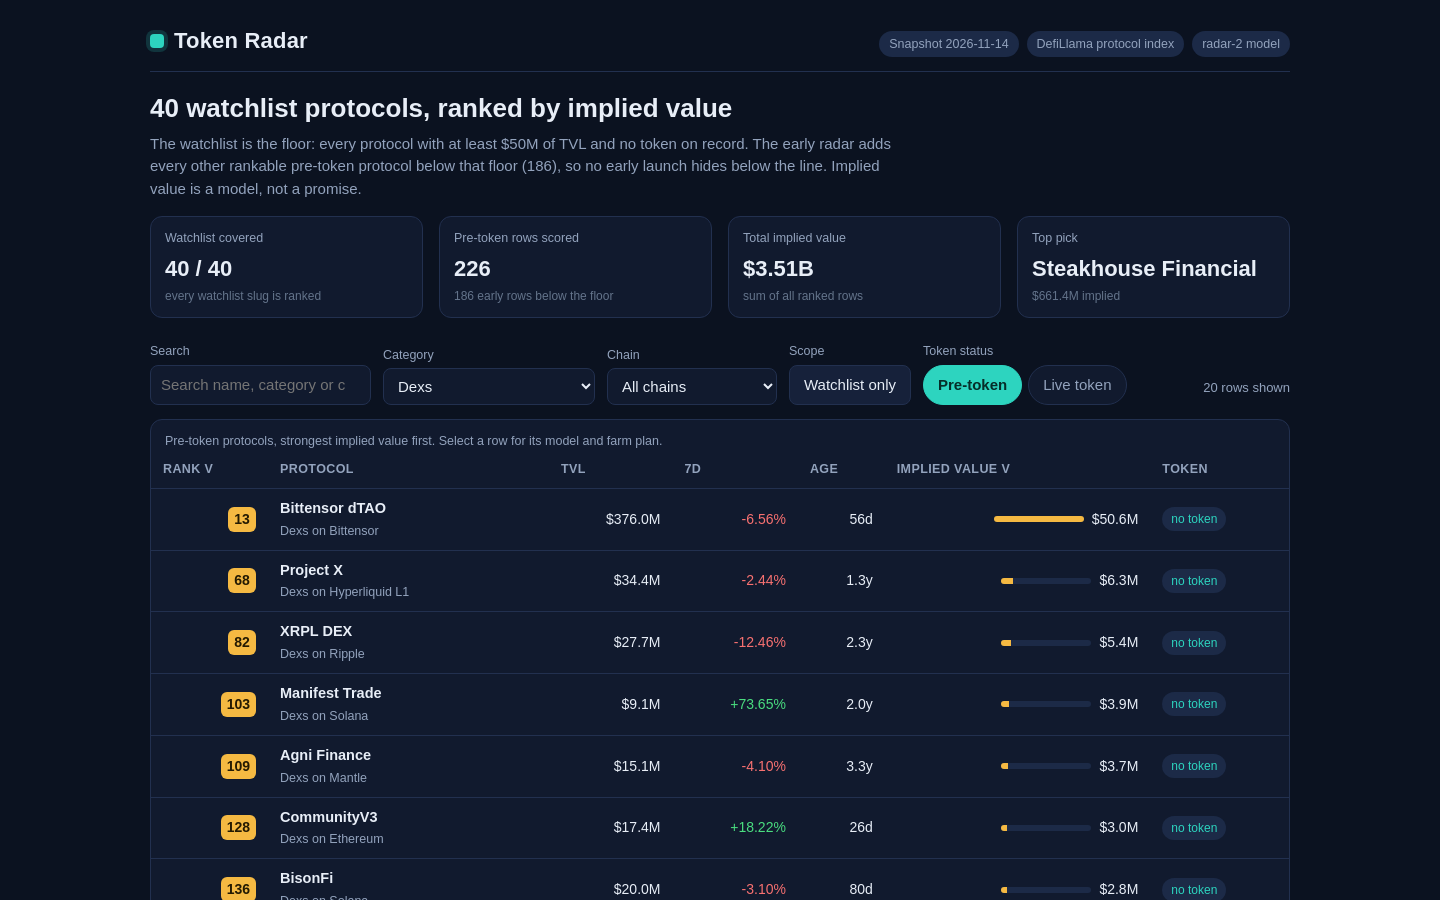 Token Radar
Snapshot 2026-11-14
DefiLlama protocol index
radar-2 model
40 watchlist protocols, ranked by implied value
The watchlist is the floor: every protocol with at least $50M of TVL and no token on record. The early radar adds
every other rankable pre-token protocol below that floor (186), so no early launch hides below the line. Implied
value is a model, not a promise.
Watchlist covered
40 / 40
every watchlist slug is ranked
Pre-token rows scored
226
186 early rows below the floor
Total implied value
$3.51B
sum of all ranked rows
Top pick
Steakhouse Financial
$661.4M implied
Search
Search name, category or c
Category
Dexs
Chain
All chains
Scope
Watchlist only
Token status
Pre-token
Live token
20 rows shown
Pre-token protocols, strongest implied value first. Select a row for its model and farm plan.
RANK V PROTOCOL TVL 7D AGE IMPLIED VALUE V TOKEN
13 Bittensor dTAO $376.0M -6.56% 56d $50.6M no token
Dexs on Bittensor
68 Project X $34.4M -2.44% 1.3y $6.3M no token
Dexs on Hyperliquid L1
82 XRPL DEX $27.7M -12.46% 2.3y $5.4M no token
Dexs on Ripple
103 Manifest Trade $9.1M +73.65% 2.0y $3.9M no token
Dexs on Solana
109 Agni Finance $15.1M -4.10% 3.3y $3.7M no token
Dexs on Mantle
128 CommunityV3 $17.4M +18.22% 26d $3.0M no token
Dexs on Ethereum
136 BisonFi $20.0M -3.10% 80d $2.8M no token
Dexs on Solana